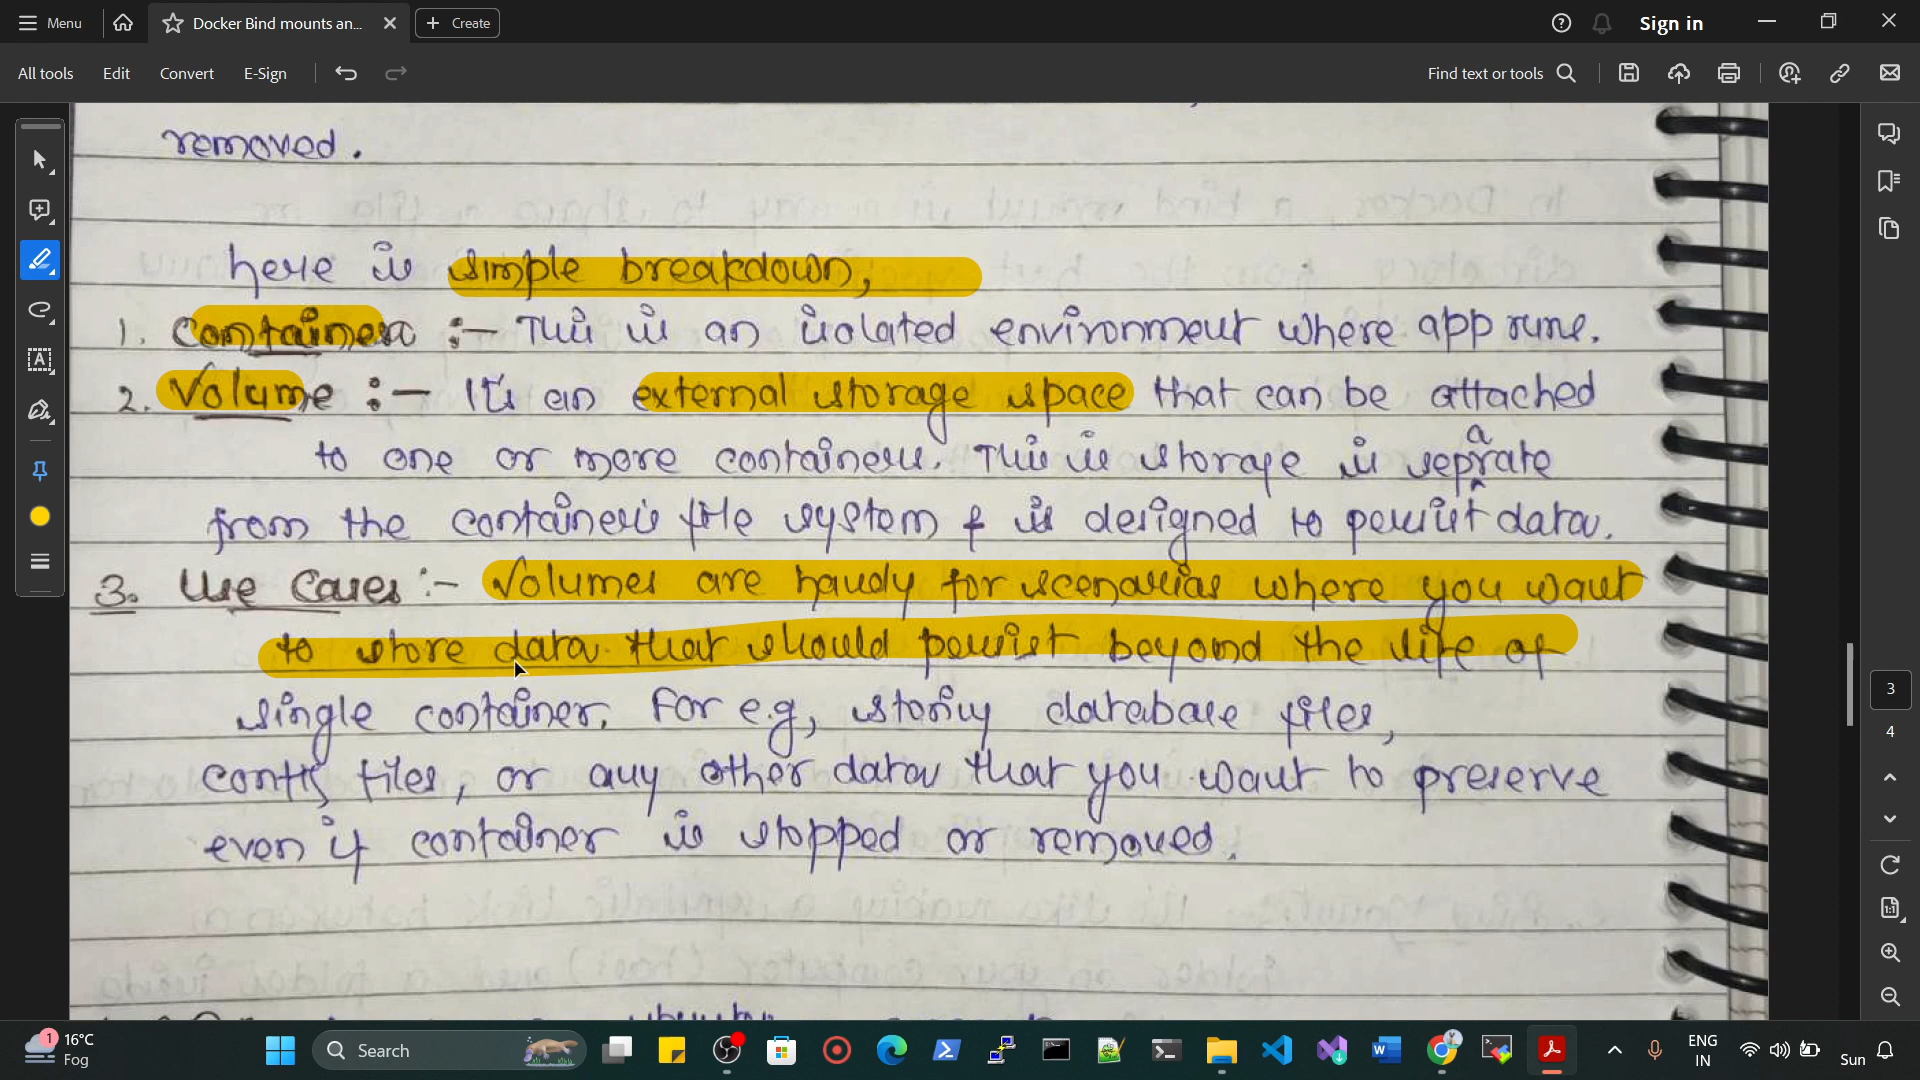 Menu
Docker Bind mounts an...
Create
Sign in
All tools
Edit
Convert
E-Sign
Find text or tools
removed.
here is simple breakdown,
1. Container :- This is an isolated environment where app runs.
2. Volume :- It's an external storage space that can be attached
to one or more containers. This is storage is seprate
a
from the container's file system & is designed to persist data.
3. Use Cases :- Volumes are handy for scenarios where you want
to store data that should persist beyond the life of
single container. For e.g, storing database files,
config files, or any other data that you want to preserve
even if container is stopped or removed.
3
4
1:1
1
16°C
Fog
Search
ENG
IN
Sun